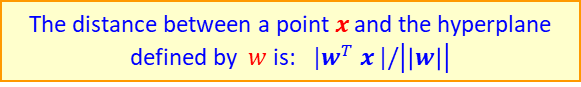 The distance between a point x and the hyperplane
defined by w is: |wᵀ x|/||w||